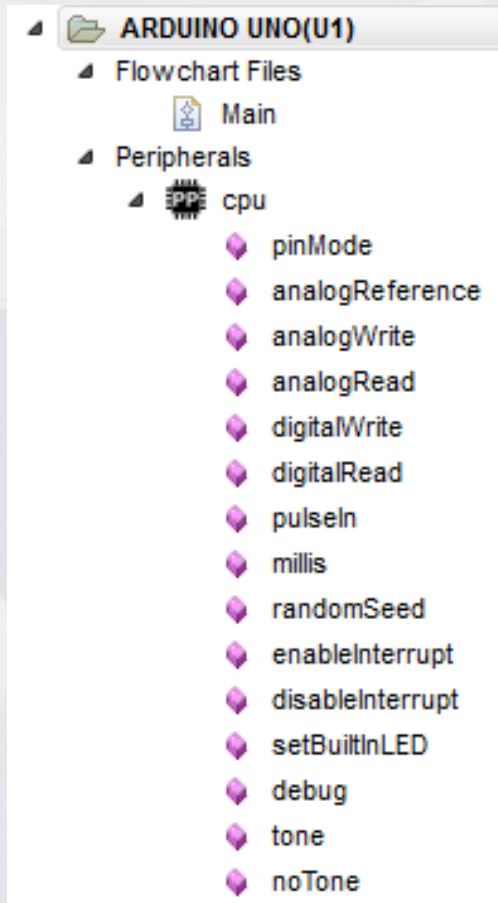 ARDUINO UNO(U1)
Flowchart Files
Main
Peripherals
cpu
pinMode
analogReference
analogWrite
analogRead
digitalWrite
digitalRead
pulseIn
millis
randomSeed
enableInterrupt
disableInterrupt
setBuiltInLED
debug
tone
noTone